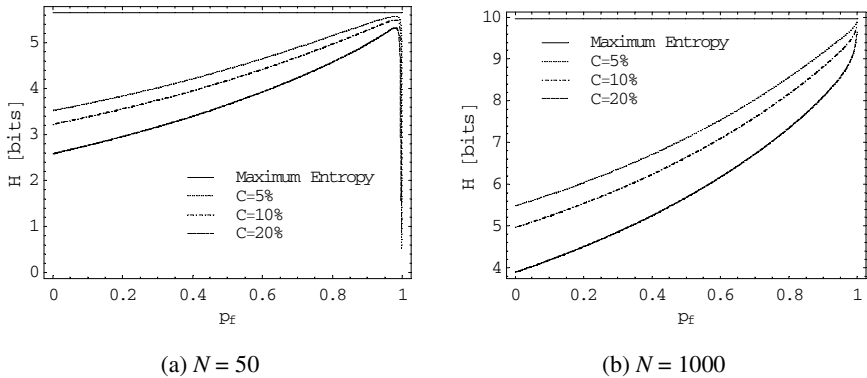 5
4
3
2
1
0
H [bits]
Maximum Entropy
C=5%
C=10%
C=20%
0 0.2 0.4 0.6 0.8 1
p_f
(a) N = 50
10
9
8
7
6
5
4
H [bits]
Maximum Entropy
C=5%
C=10%
C=20%
0 0.2 0.4 0.6 0.8 1
p_f
(b) N = 1000